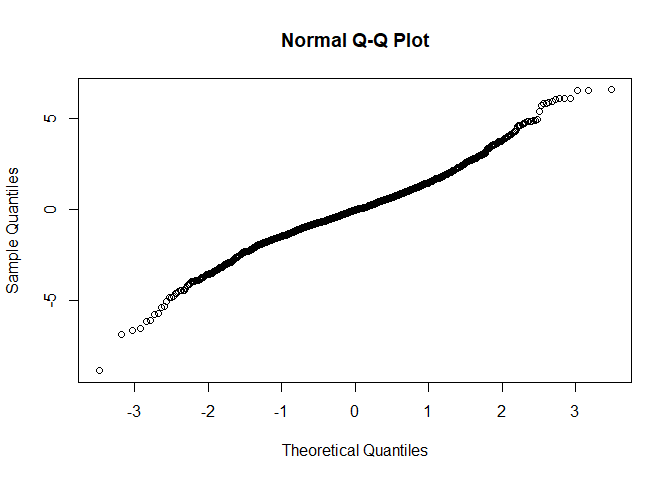 Normal Q-Q Plot
Sample Quantiles
5
0
-5
-3 -2 -1 0 1 2 3
Theoretical Quantiles